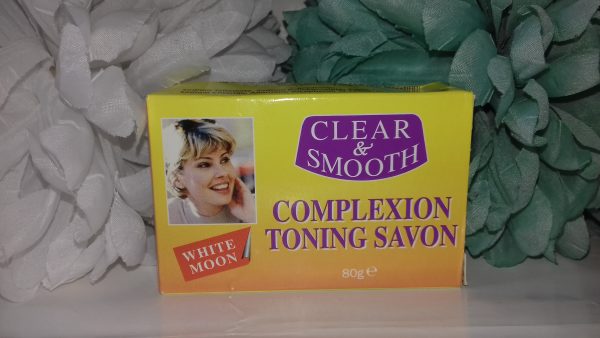 CLEAR
&
SMOOTH
COMPLEXION
TONING SAVON
WHITE
MOON
80g ℮